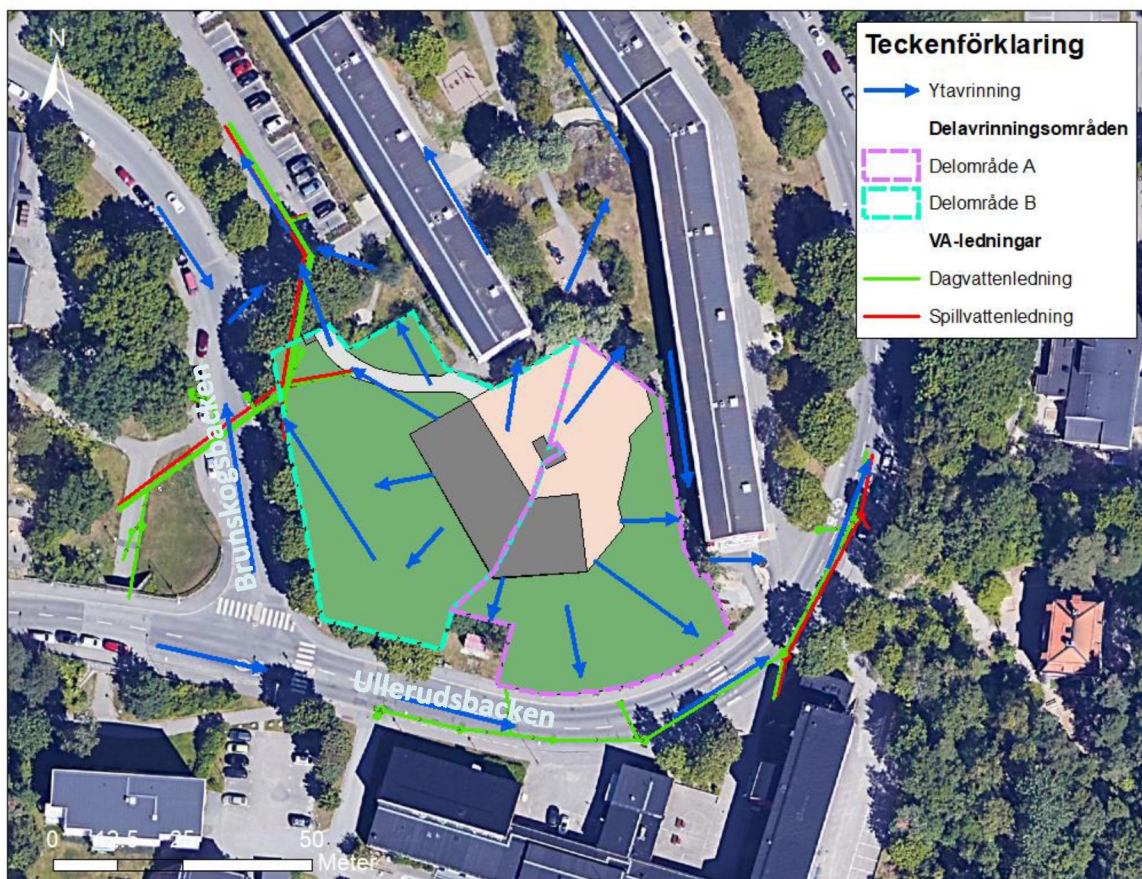 N
Teckenförklaring
Ytavrinning
Delavrinningsområden
Delområde A
Delområde B
VA-ledningar
Dagvattenledning
Spillvattenledning
Brunskogsbacken
Ullerudsbacken
0 12.5 25 50
Meter